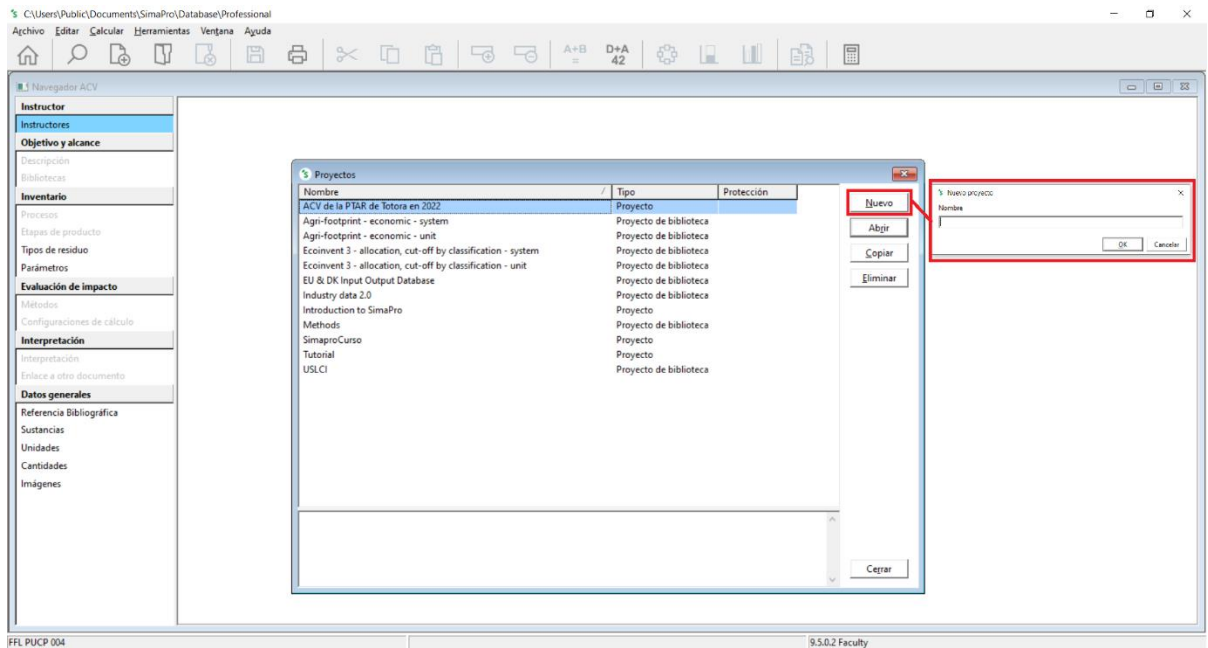 C:\Users\Public\Documents\SimaPro\Database\Professional
Archivo Editar Calcular Herramientas Ventana Ayuda
A+B
=
D+A
42
Navegador ACV
Instructor
Instructores
Objetivo y alcance
Descripción
Bibliotecas
Inventario
Procesos
Etapas de producto
Tipos de residuo
Parámetros
Evaluación de impacto
Métodos
Configuraciones de cálculo
Interpretación
Interpretación
Enlace a otro documento
Datos generales
Referencia Bibliográfica
Sustancias
Unidades
Cantidades
Imágenes
Proyectos
Nombre / Tipo Protección
ACV de la PTAR de Totora en 2022 Proyecto
Agri-footprint - economic - system Proyecto de biblioteca
Agri-footprint - economic - unit Proyecto de biblioteca
Ecoinvent 3 - allocation, cut-off by classification - system Proyecto de biblioteca
Ecoinvent 3 - allocation, cut-off by classification - unit Proyecto de biblioteca
EU & DK Input Output Database Proyecto de biblioteca
Industry data 2.0 Proyecto de biblioteca
Introduction to SimaPro Proyecto
Methods Proyecto de biblioteca
SimaproCurso Proyecto
Tutorial Proyecto
USLCI Proyecto de biblioteca
Nuevo
Abrir
Copiar
Eliminar
Cerrar
Nuevo proyecto
Nombre
OK Cancelar
FFL PUCP 004 9.5.0.2 Faculty